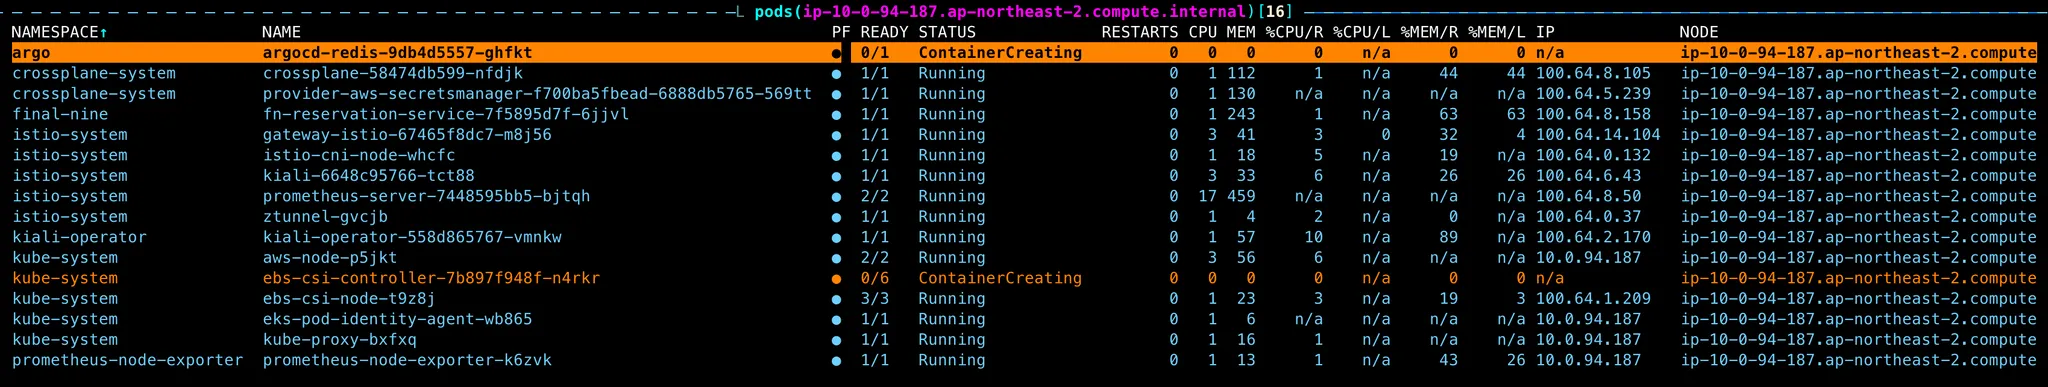 pods(ip-10-0-94-187.ap-northeast-2.compute.internal)[16]
NAMESPACE↑ NAME PF READY STATUS RESTARTS CPU MEM %CPU/R %CPU/L %MEM/R %MEM/L IP NODE
argo argocd-redis-9db4d5557-ghfkt ● 0/1 ContainerCreating 0 0 0 0 n/a 0 0 n/a ip-10-0-94-187.ap-northeast-2.compute
crossplane-system crossplane-58474db599-nfdjk ● 1/1 Running 0 1 112 1 n/a 44 44 100.64.8.105 ip-10-0-94-187.ap-northeast-2.compute
crossplane-system provider-aws-secretsmanager-f700ba5fbead-6888db5765-569tt ● 1/1 Running 0 1 130 n/a n/a n/a n/a 100.64.5.239 ip-10-0-94-187.ap-northeast-2.compute
final-nine fn-reservation-service-7f5895d7f-6jjvl ● 1/1 Running 0 1 243 1 n/a 63 63 100.64.8.158 ip-10-0-94-187.ap-northeast-2.compute
istio-system gateway-istio-67465f8dc7-m8j56 ● 1/1 Running 0 3 41 3 0 32 4 100.64.14.104 ip-10-0-94-187.ap-northeast-2.compute
istio-system istio-cni-node-whcfc ● 1/1 Running 0 1 18 5 n/a 19 n/a 100.64.0.132 ip-10-0-94-187.ap-northeast-2.compute
istio-system kiali-6648c95766-tct88 ● 1/1 Running 0 3 33 6 n/a 26 26 100.64.6.43 ip-10-0-94-187.ap-northeast-2.compute
istio-system prometheus-server-7448595bb5-bjtqh ● 2/2 Running 0 17 459 n/a n/a n/a n/a 100.64.8.50 ip-10-0-94-187.ap-northeast-2.compute
istio-system ztunnel-gvcjb ● 1/1 Running 0 1 4 2 n/a 0 n/a 100.64.0.37 ip-10-0-94-187.ap-northeast-2.compute
kiali-operator kiali-operator-558d865767-vmnkw ● 1/1 Running 0 1 57 10 n/a 89 n/a 100.64.2.170 ip-10-0-94-187.ap-northeast-2.compute
kube-system aws-node-p5jkt ● 2/2 Running 0 3 56 6 n/a n/a n/a 10.0.94.187 ip-10-0-94-187.ap-northeast-2.compute
kube-system ebs-csi-controller-7b897f948f-n4rkr ● 0/6 ContainerCreating 0 0 0 0 n/a 0 0 n/a ip-10-0-94-187.ap-northeast-2.compute
kube-system ebs-csi-node-t9z8j ● 3/3 Running 0 1 23 3 n/a 19 3 100.64.1.209 ip-10-0-94-187.ap-northeast-2.compute
kube-system eks-pod-identity-agent-wb865 ● 1/1 Running 0 1 6 n/a n/a n/a n/a 10.0.94.187 ip-10-0-94-187.ap-northeast-2.compute
kube-system kube-proxy-bxfxq ● 1/1 Running 0 1 16 1 n/a n/a n/a 10.0.94.187 ip-10-0-94-187.ap-northeast-2.compute
prometheus-node-exporter prometheus-node-exporter-k6zvk ● 1/1 Running 0 1 13 1 n/a 43 26 10.0.94.187 ip-10-0-94-187.ap-northeast-2.compute